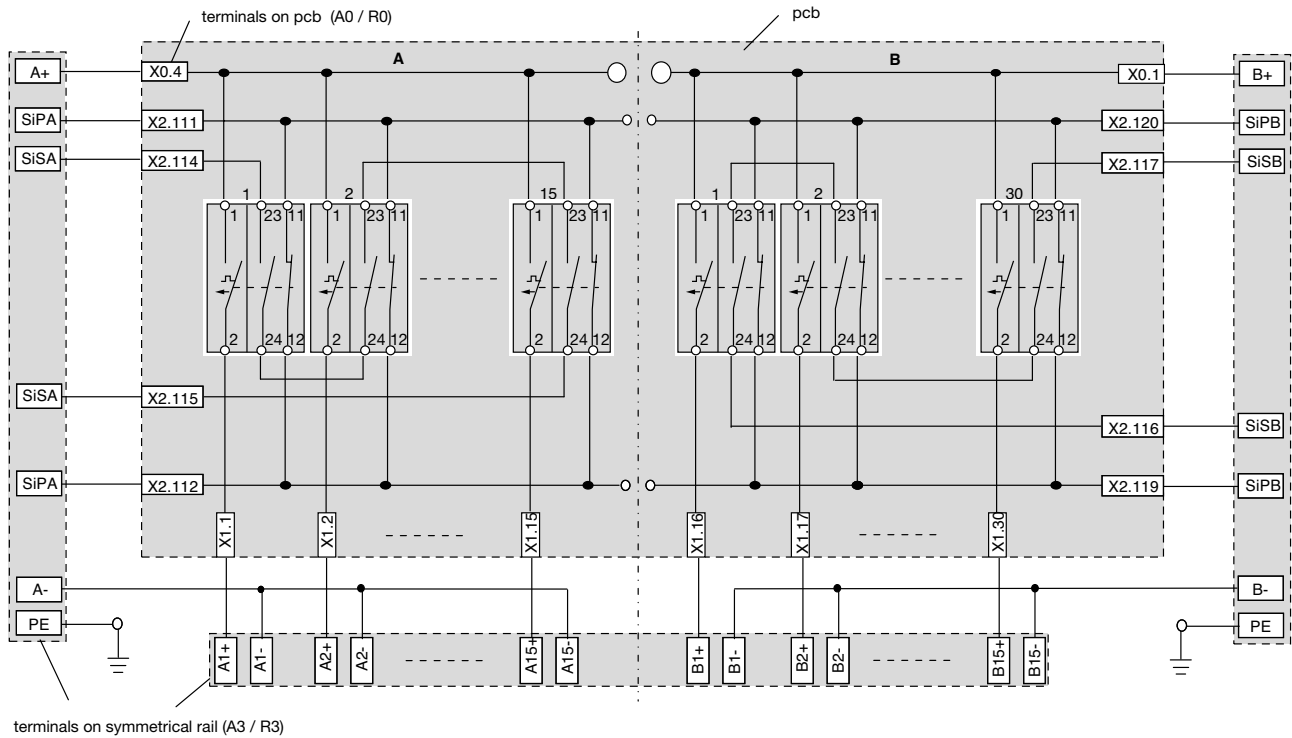 terminals on pcb (A0 / R0)
pcb
A
B
A+
X0.4
X0.1
B+
SiPA
X2.111
X2.120
SiPB
SiSA
X2.114
X2.117
SiSB
1
2
15
1
2
30
1 23 11
1 23 11
1 23 11
1 23 11
1 23 11
1 23 11
2 24 12
2 24 12
2 24 12
2 24 12
2 24 12
2 24 12
SiSA
X2.115
X2.116
SiSB
SiPA
X2.112
X2.119
SiPB
X1.1
X1.2
X1.15
X1.16
X1.17
X1.30
A-
B-
PE
PE
A1+
A1-
A2+
A2-
A15+
A15-
B1+
B1-
B2+
B2-
B15+
B15-
terminals on symmetrical rail (A3 / R3)